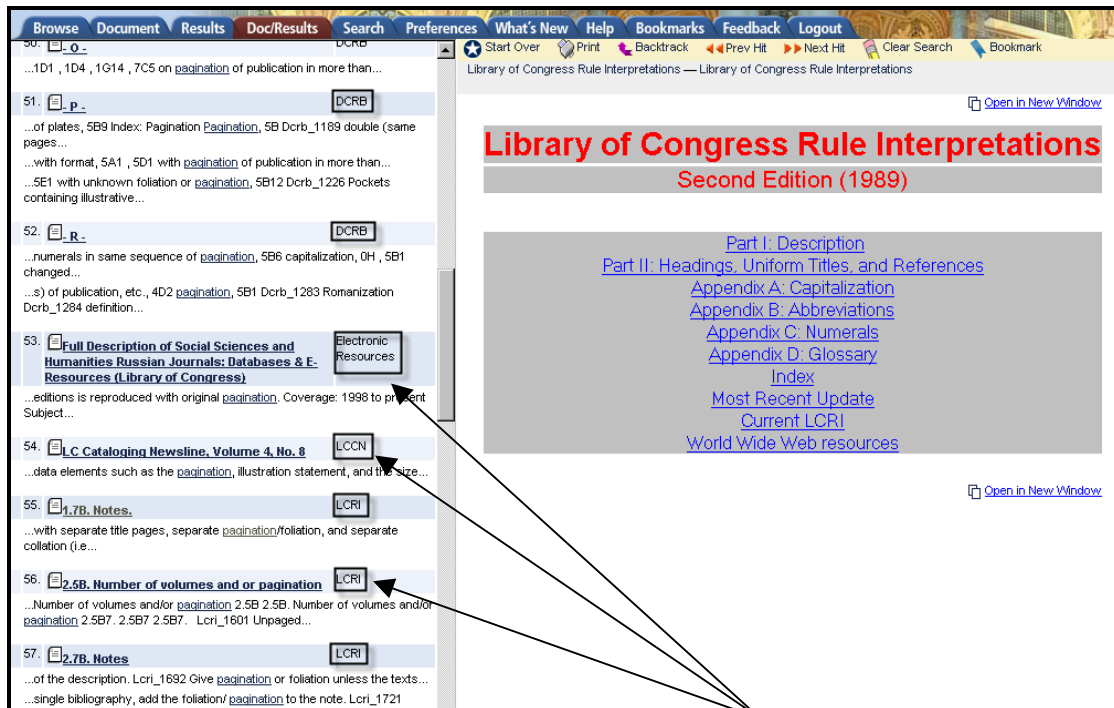 Browse Document Results Doc/Results Search Preferences What's New Help Bookmarks Feedback Logout
Start Over Print Backtrack Prev Hit Next Hit Clear Search Bookmark
50. - O - DCRB
...1D1 , 1D4 , 1G14 , 7C5 on pagination of publication in more than...
51. - P - DCRB
...of plates, 5B9 Index: Pagination Pagination, 5B Dcrb_1189 double (same
pages...
...with format, 5A1 , 5D1 with pagination of publication in more than...
...5E1 with unknown foliation or pagination, 5B12 Dcrb_1226 Pockets
containing illustrative...
52. - R - DCRB
...numerals in same sequence of pagination, 5B6 capitalization, 0H , 5B1
changed...
...s) of publication, etc., 4D2 pagination, 5B1 Dcrb_1283 Romanization
Dcrb_1284 definition...
53. Full Description of Social Sciences and Electronic
Humanities Russian Journals: Databases & E- Resources
Resources (Library of Congress)
...editions is reproduced with original pagination. Coverage: 1998 to present
Subject...
54. LC Cataloging Newsline, Volume 4, No. 8 LCCN
...data elements such as the pagination, illustration statement, and the size...
55. 1.7B. Notes. LCRI
...with separate title pages, separate pagination/foliation, and separate
collation (i.e...
56. 2.5B. Number of volumes and or pagination LCRI
...Number of volumes and/or pagination 2.5B 2.5B. Number of volumes and/or
pagination 2.5B7. 2.5B7 2.5B7. Lcri_1601 Unpaged...
57. 2.7B. Notes LCRI
...of the description. Lcri_1692 Give pagination or foliation unless the texts...
...single bibliography, add the foliation/ pagination to the note. Lcri_1721
Library of Congress Rule Interpretations — Library of Congress Rule Interpretations
Open in New Window
Library of Congress Rule Interpretations
Second Edition (1989)
Part I: Description
Part II: Headings, Uniform Titles, and References
Appendix A: Capitalization
Appendix B: Abbreviations
Appendix C: Numerals
Appendix D: Glossary
Index
Most Recent Update
Current LCRI
World Wide Web resources
Open in New Window